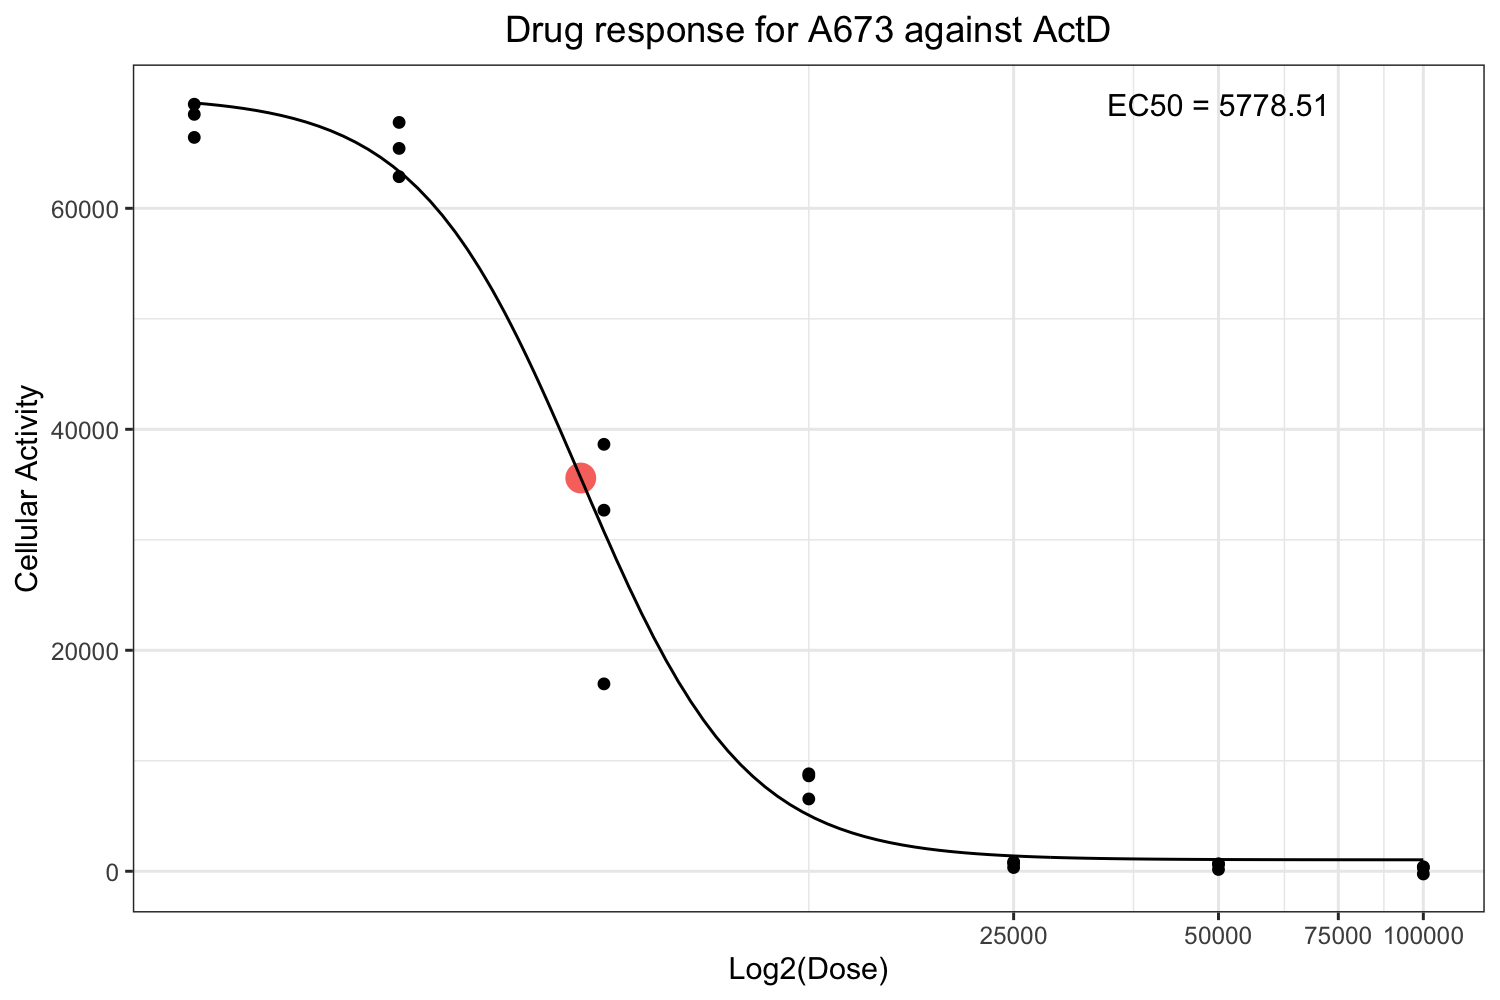 Drug response for A673 against ActD
EC50 = 5778.51
Cellular Activity
60000
40000
20000
0
25000 50000 75000 100000
Log2(Dose)